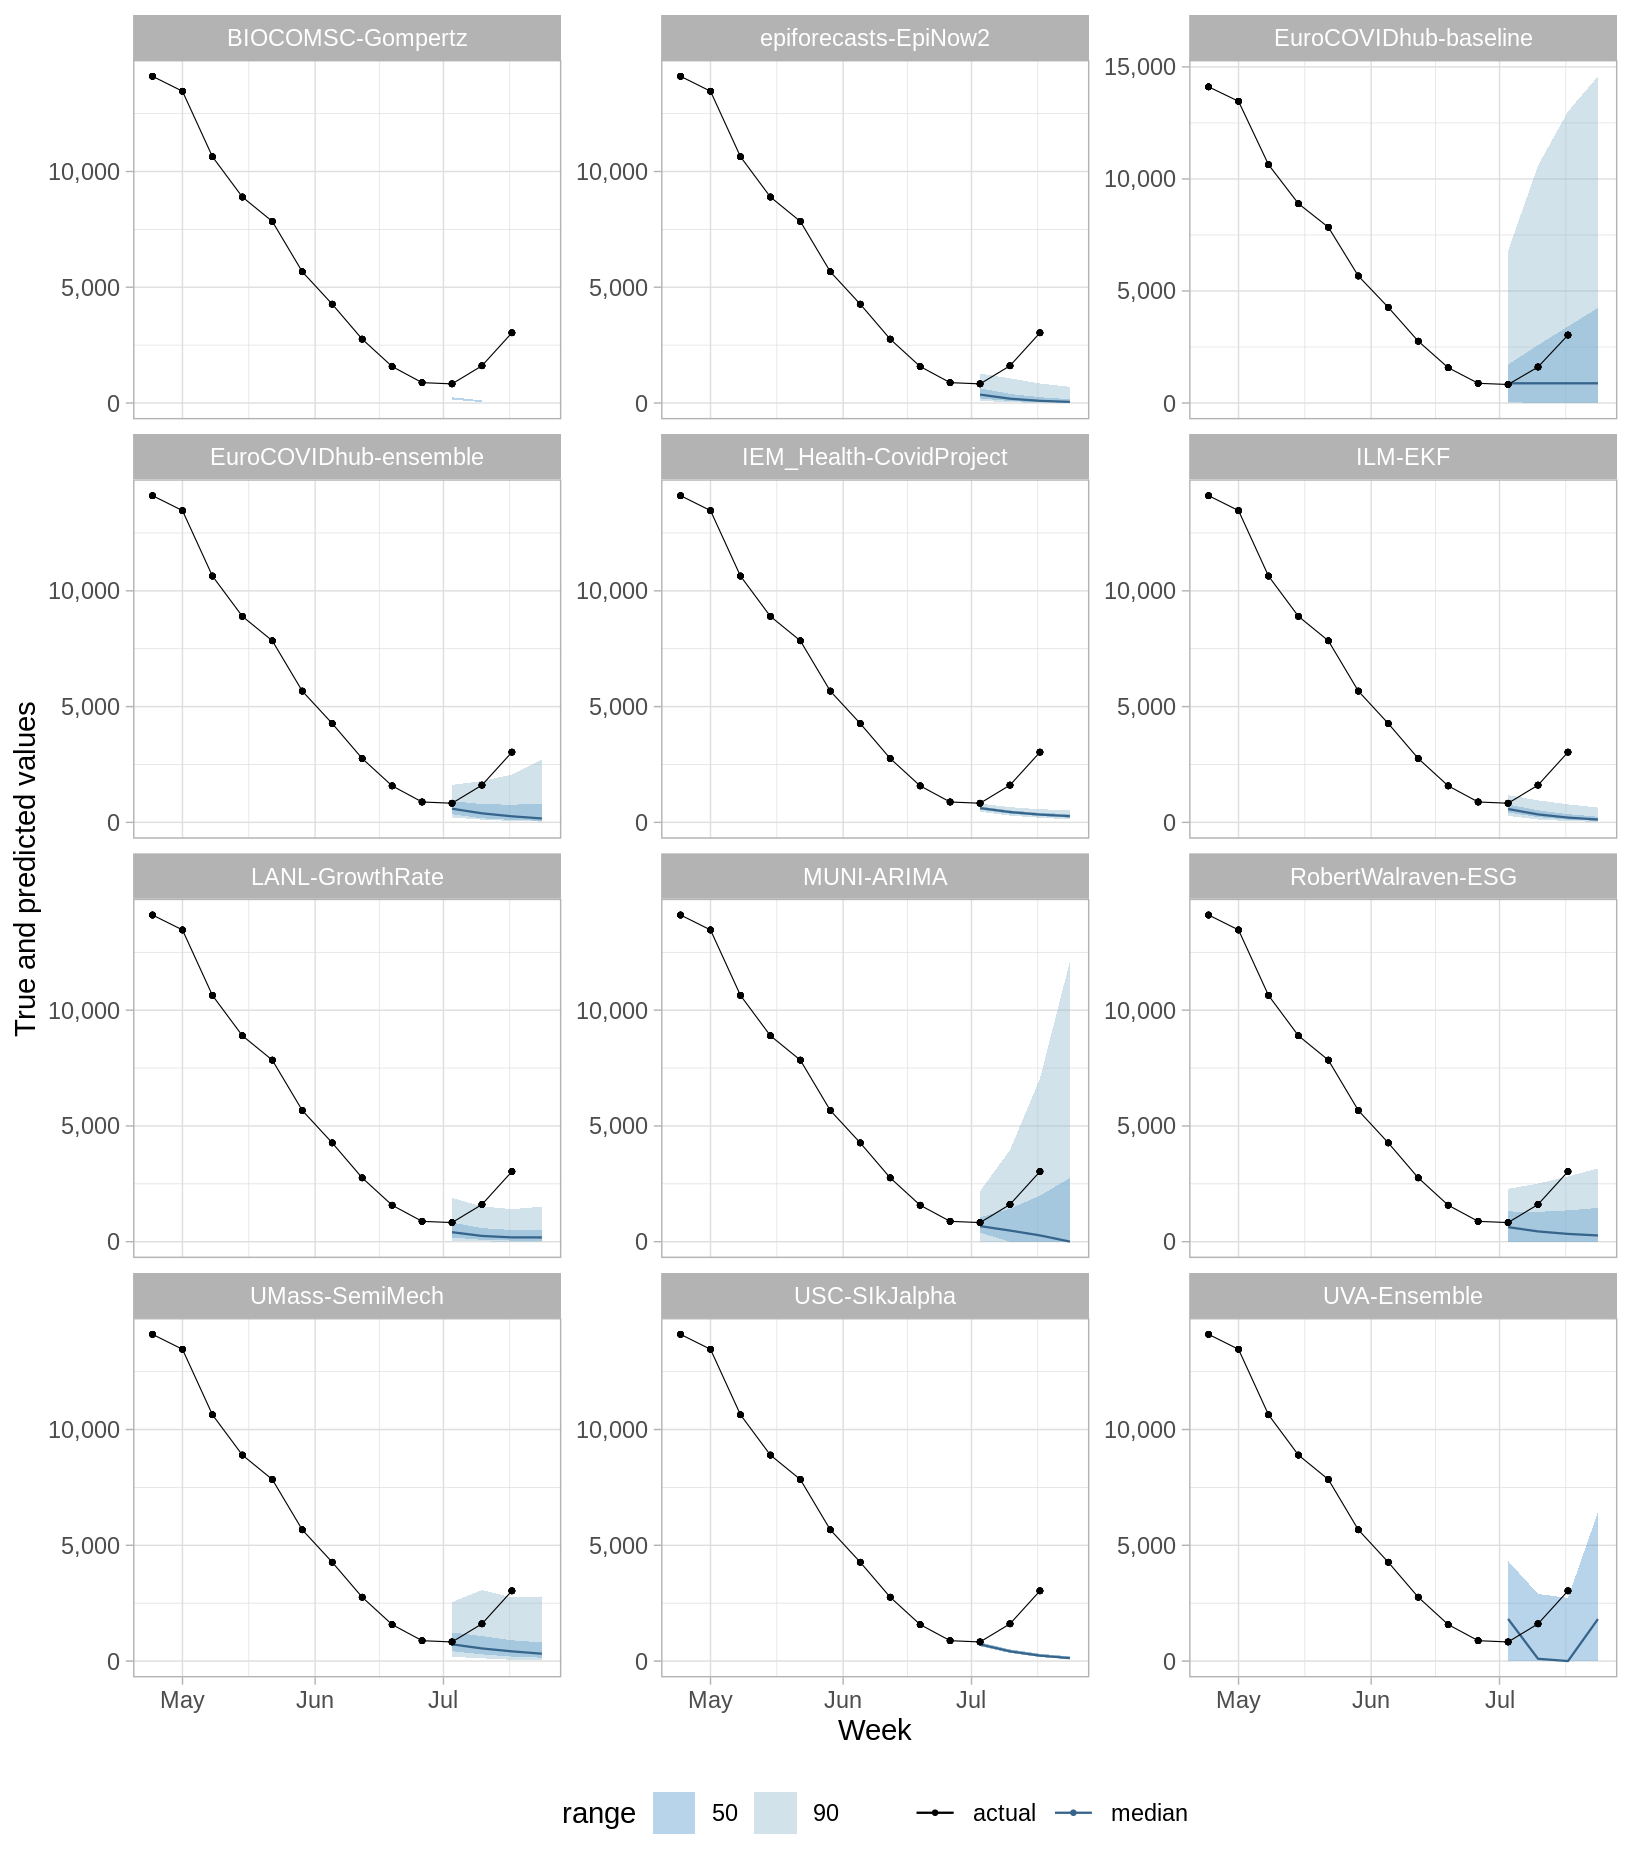 BIOCOMSC-Gompertz epiforecasts-EpiNow2 EuroCOVIDhub-baseline
15,000
10,000 10,000 10,000
5,000 5,000 5,000
0 0 0
EuroCOVIDhub-ensemble IEM_Health-CovidProject ILM-EKF
10,000 10,000 10,000
5,000 5,000 5,000
0 0 0
True and predicted values
LANL-GrowthRate MUNI-ARIMA RobertWalraven-ESG
10,000 10,000 10,000
5,000 5,000 5,000
0 0 0
UMass-SemiMech USC-SIkJalpha UVA-Ensemble
10,000 10,000 10,000
5,000 5,000 5,000
0 0 0
May Jun Jul May Jun Jul May Jun Jul
Week
range 50 90 actual median